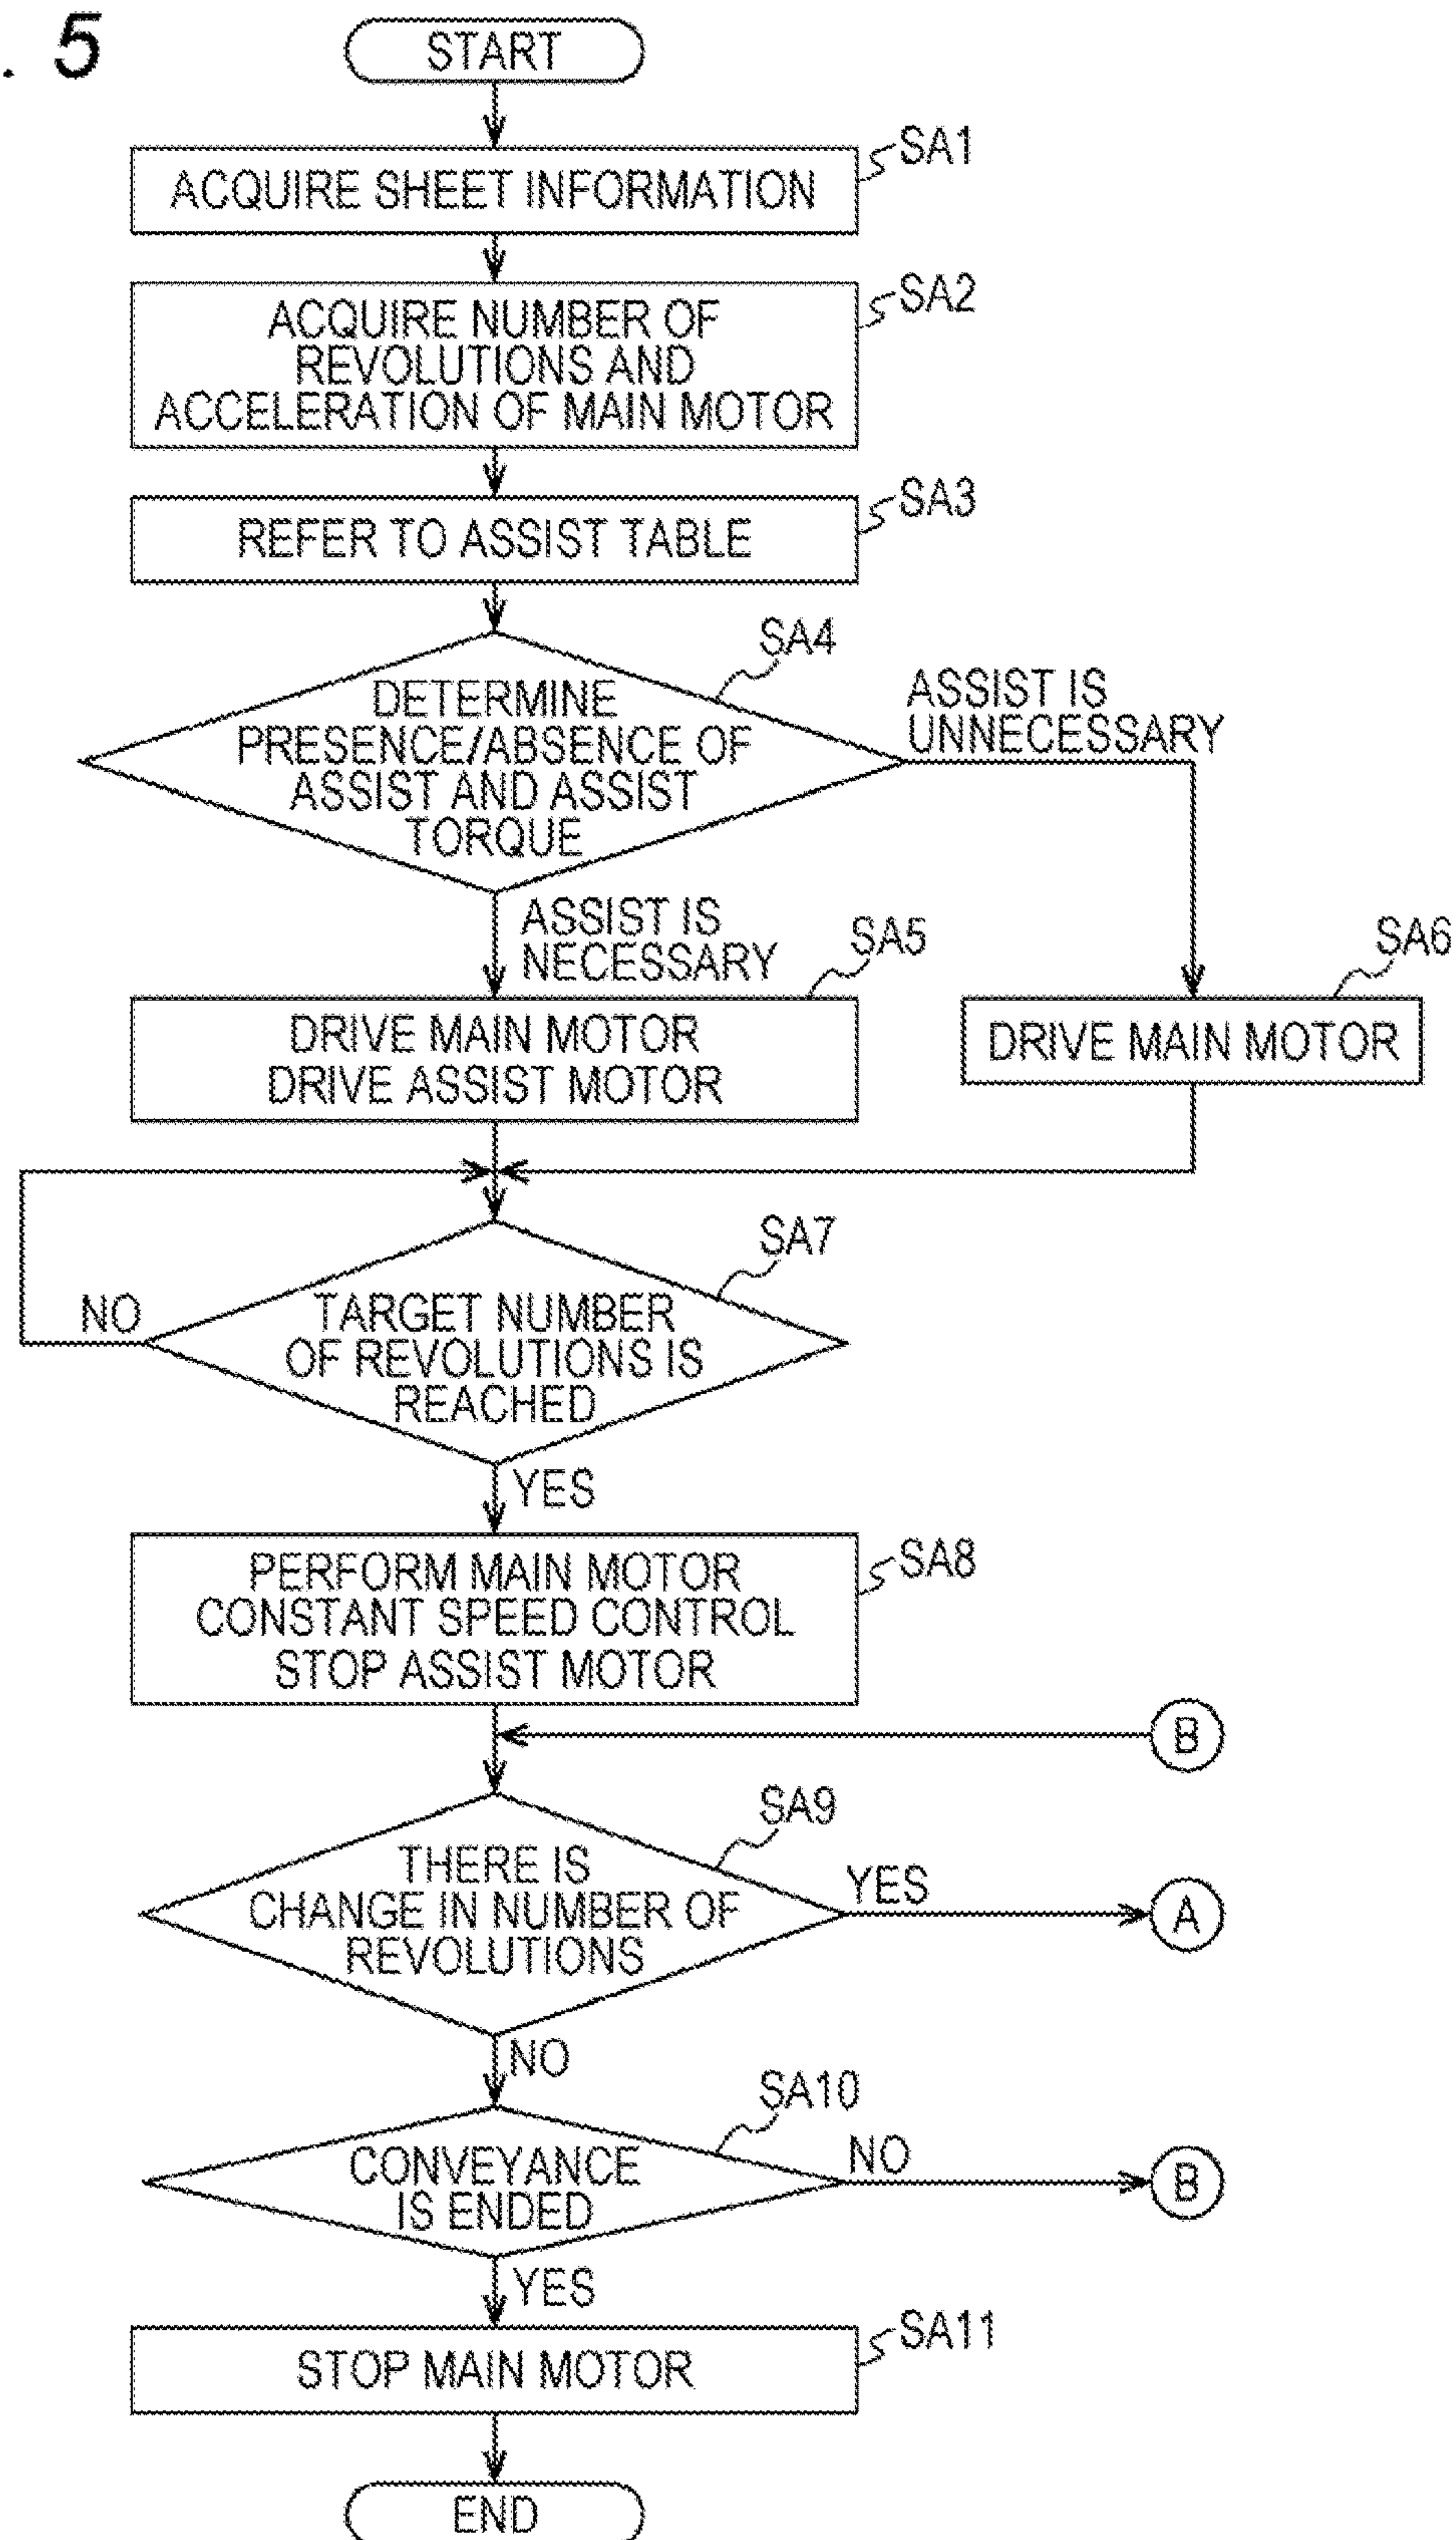 . 5
START
SA1
ACQUIRE SHEET INFORMATION
SA2
ACQUIRE NUMBER OF
REVOLUTIONS AND
ACCELERATION OF MAIN MOTOR
SA3
REFER TO ASSIST TABLE
SA4
DETERMINE
PRESENCE/ABSENCE OF
ASSIST AND ASSIST
TORQUE
ASSIST IS
UNNECESSARY
ASSIST IS
NECESSARY
SA5
DRIVE MAIN MOTOR
DRIVE ASSIST MOTOR
SA6
DRIVE MAIN MOTOR
SA7
TARGET NUMBER
OF REVOLUTIONS IS
REACHED
NO
YES
SA8
PERFORM MAIN MOTOR
CONSTANT SPEED CONTROL
STOP ASSIST MOTOR
B
SA9
THERE IS
CHANGE IN NUMBER OF
REVOLUTIONS
YES
A
NO
SA10
CONVEYANCE
IS ENDED
NO
B
YES
SA11
STOP MAIN MOTOR
END